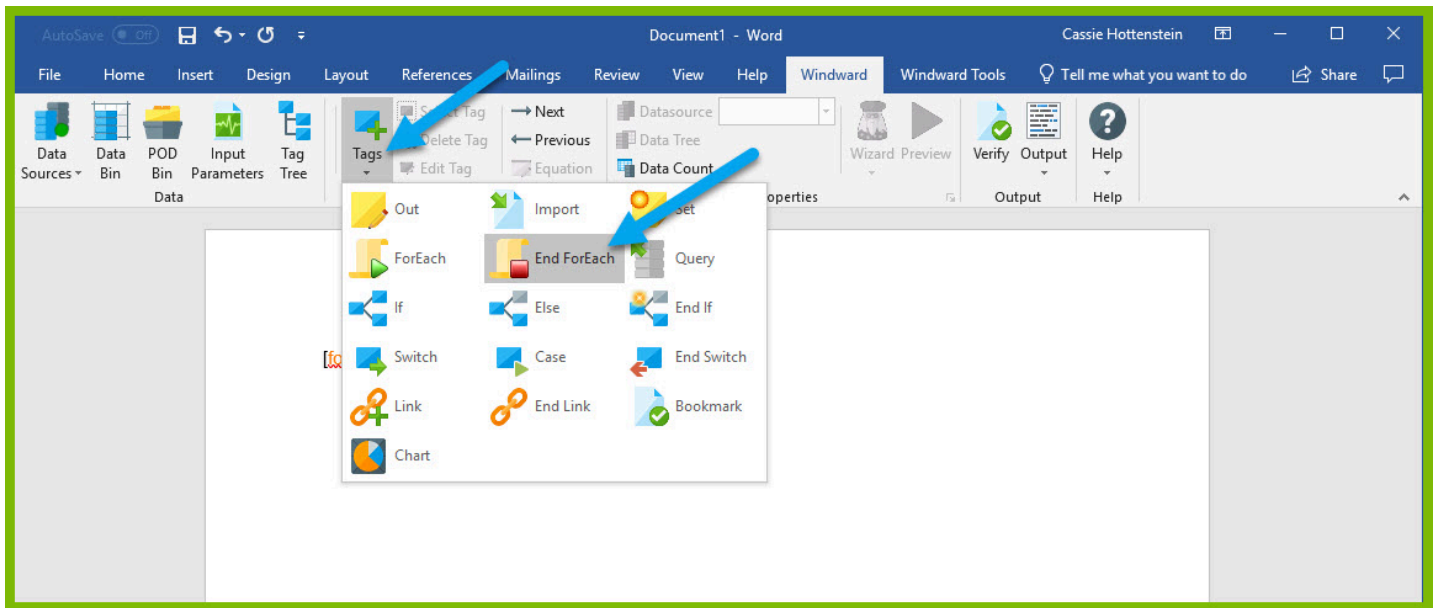 AutoSave Off Document1 - Word Cassie Hottenstein
File Home Insert Design Layout References Mailings Review View Help Windward Windward Tools Tell me what you want to do Share
Data Sources
Data Bin
POD Bin
Input Parameters
Tag Tree
Data
Tags
Select Tag
Delete Tag
Edit Tag
Next
Previous
Equation
Datasource
Data Tree
Data Count
Wizard
Preview
Verify
Output
Output
Help
Help
Out Import Set
ForEach End ForEach Query
If Else End If
Switch Case End Switch
Link End Link Bookmark
Chart
[fo